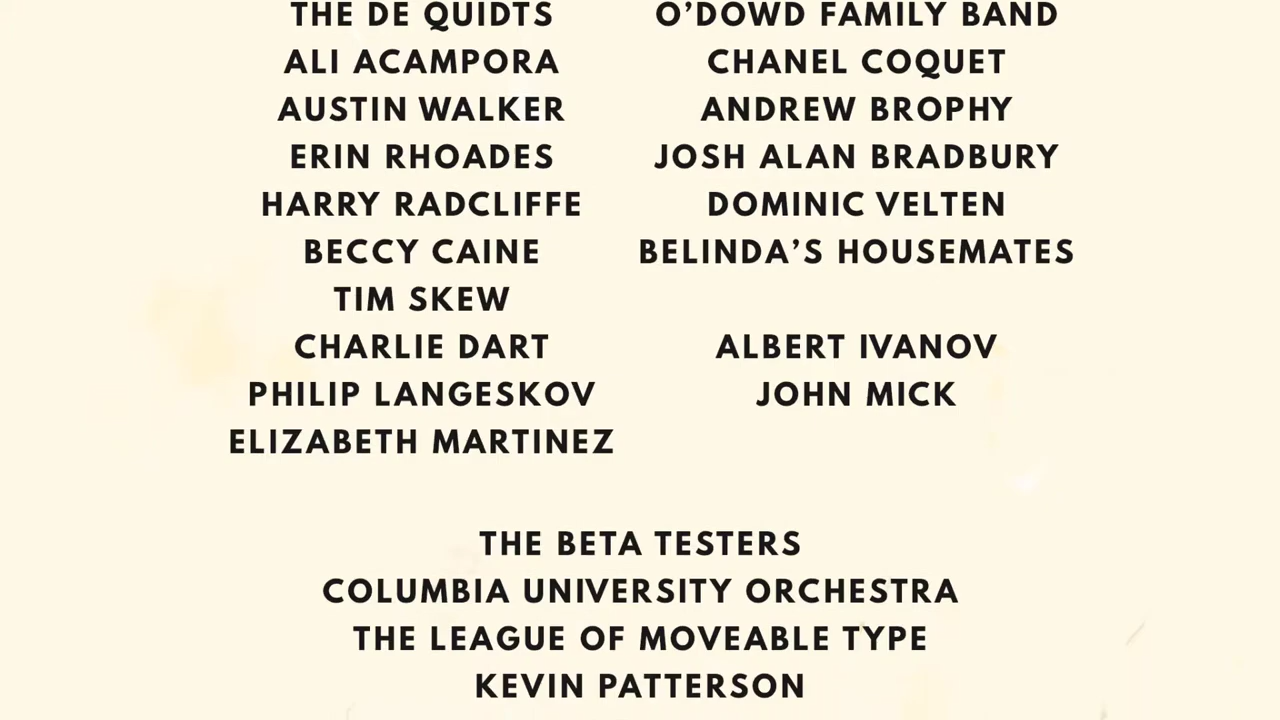 THE DE QUIDTS O’DOWD FAMILY BAND
ALI ACAMPORA CHANEL COQUET
AUSTIN WALKER ANDREW BROPHY
ERIN RHOADES JOSH ALAN BRADBURY
HARRY RADCLIFFE DOMINIC VELTEN
BECCY CAINE BELINDA’S HOUSEMATES
TIM SKEW
CHARLIE DART ALBERT IVANOV
PHILIP LANGESKOV JOHN MICK
ELIZABETH MARTINEZ
THE BETA TESTERS
COLUMBIA UNIVERSITY ORCHESTRA
THE LEAGUE OF MOVEABLE TYPE
KEVIN PATTERSON